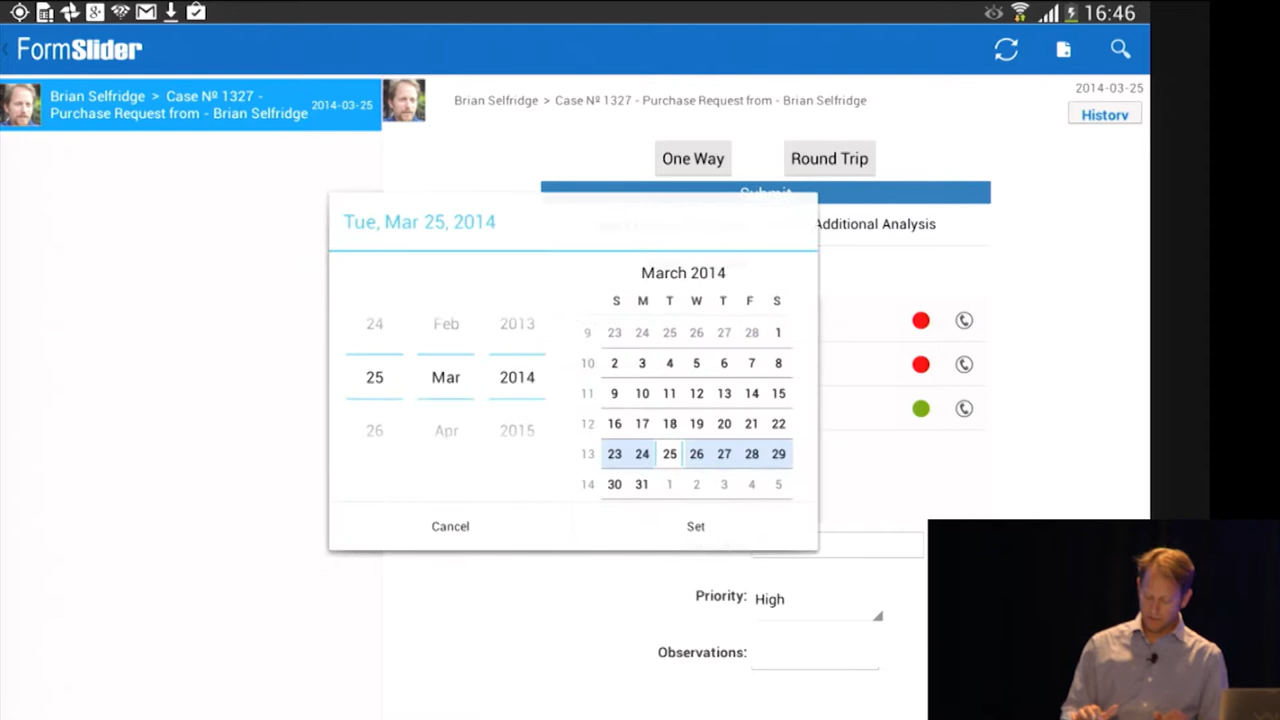 16:46
FormSlider
Brian Selfridge > Case Nº 1327 -
Purchase Request from - Brian Selfridge
2014-03-25
Brian Selfridge > Case Nº 1327 - Purchase Request from - Brian Selfridge
2014-03-25
History
One Way
Round Trip
Submit
Additional Analysis
Tue, Mar 25, 2014
24 Feb 2013
25 Mar 2014
26 Apr 2015
March 2014
S M T W T F S
9 23 24 25 26 27 28 1
10 2 3 4 5 6 7 8
11 9 10 11 12 13 14 15
12 16 17 18 19 20 21 22
13 23 24 25 26 27 28 29
14 30 31 1 2 3 4 5
Cancel
Set
Priority: High
Observations: